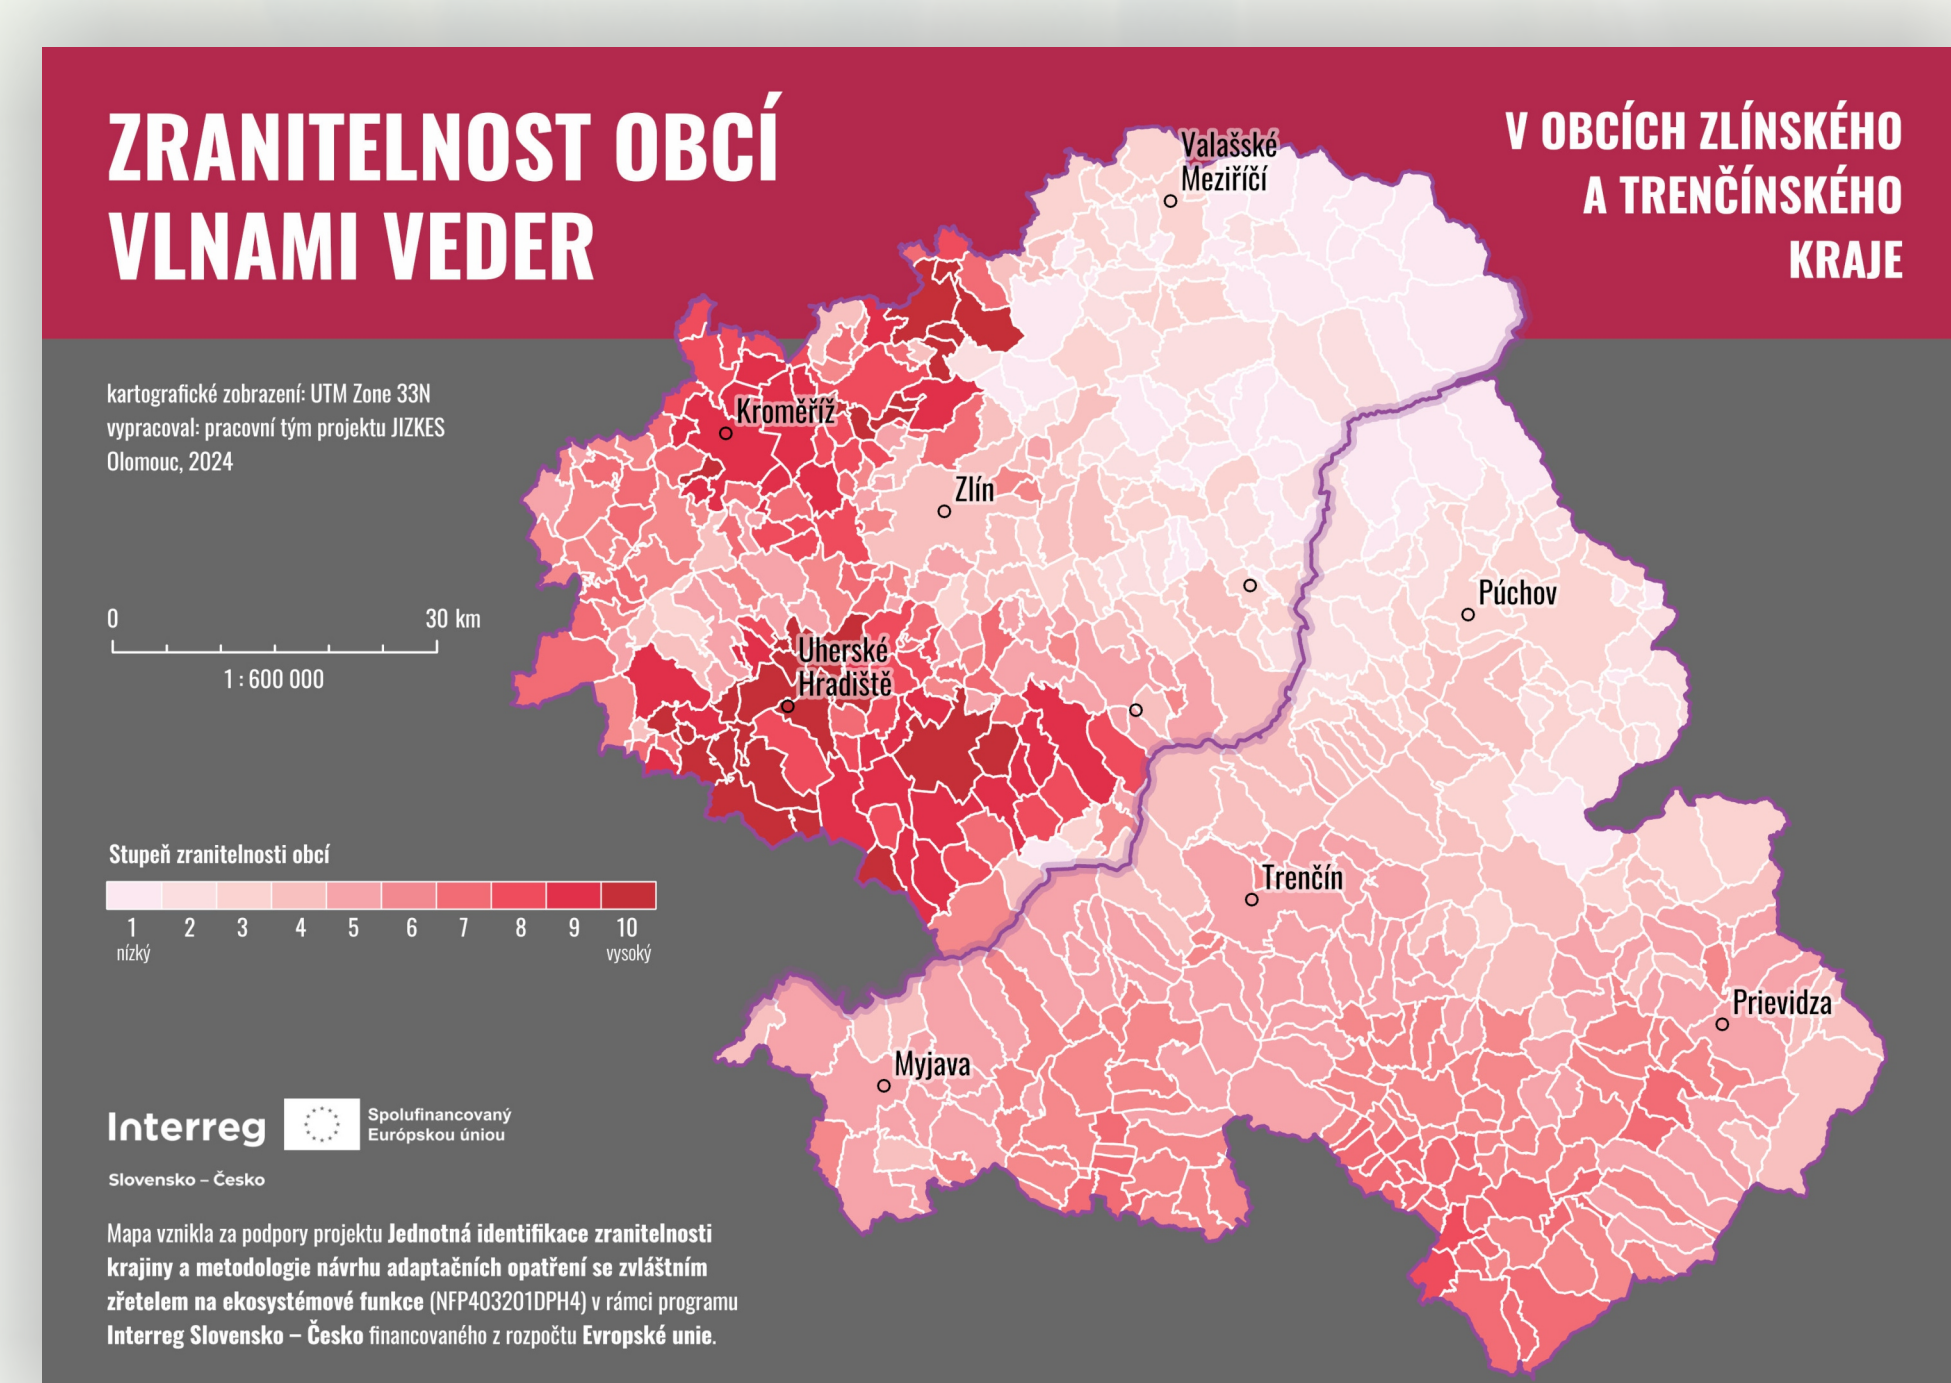 ZRANITELNOST OBCÍ
VLNAMI VEDER
V OBCÍCH ZLÍNSKÉHO
A TRENČÍNSKÉHO
KRAJE
kartografické zobrazení: UTM Zone 33N
vypracoval: pracovní tým projektu JIZKES
Olomouc, 2024
0 30 km
1 : 600 000
Stupeň zranitelnosti obcí
1 2 3 4 5 6 7 8 9 10
nízký vysoký
Valašské
Meziříčí
Kroměříž
Zlín
Púchov
Uherské
Hradiště
Trenčín
Prievidza
Myjava
Interreg
Spolufinancovaný
Európskou úniou
Slovensko – Česko
Mapa vznikla za podpory projektu Jednotná identifikace zranitelnosti
krajiny a metodologie návrhu adaptačních opatření se zvláštním
zřetelem na ekosystémové funkce (NFP403201DPH4) v rámci programu
Interreg Slovensko – Česko financovaného z rozpočtu Evropské unie.